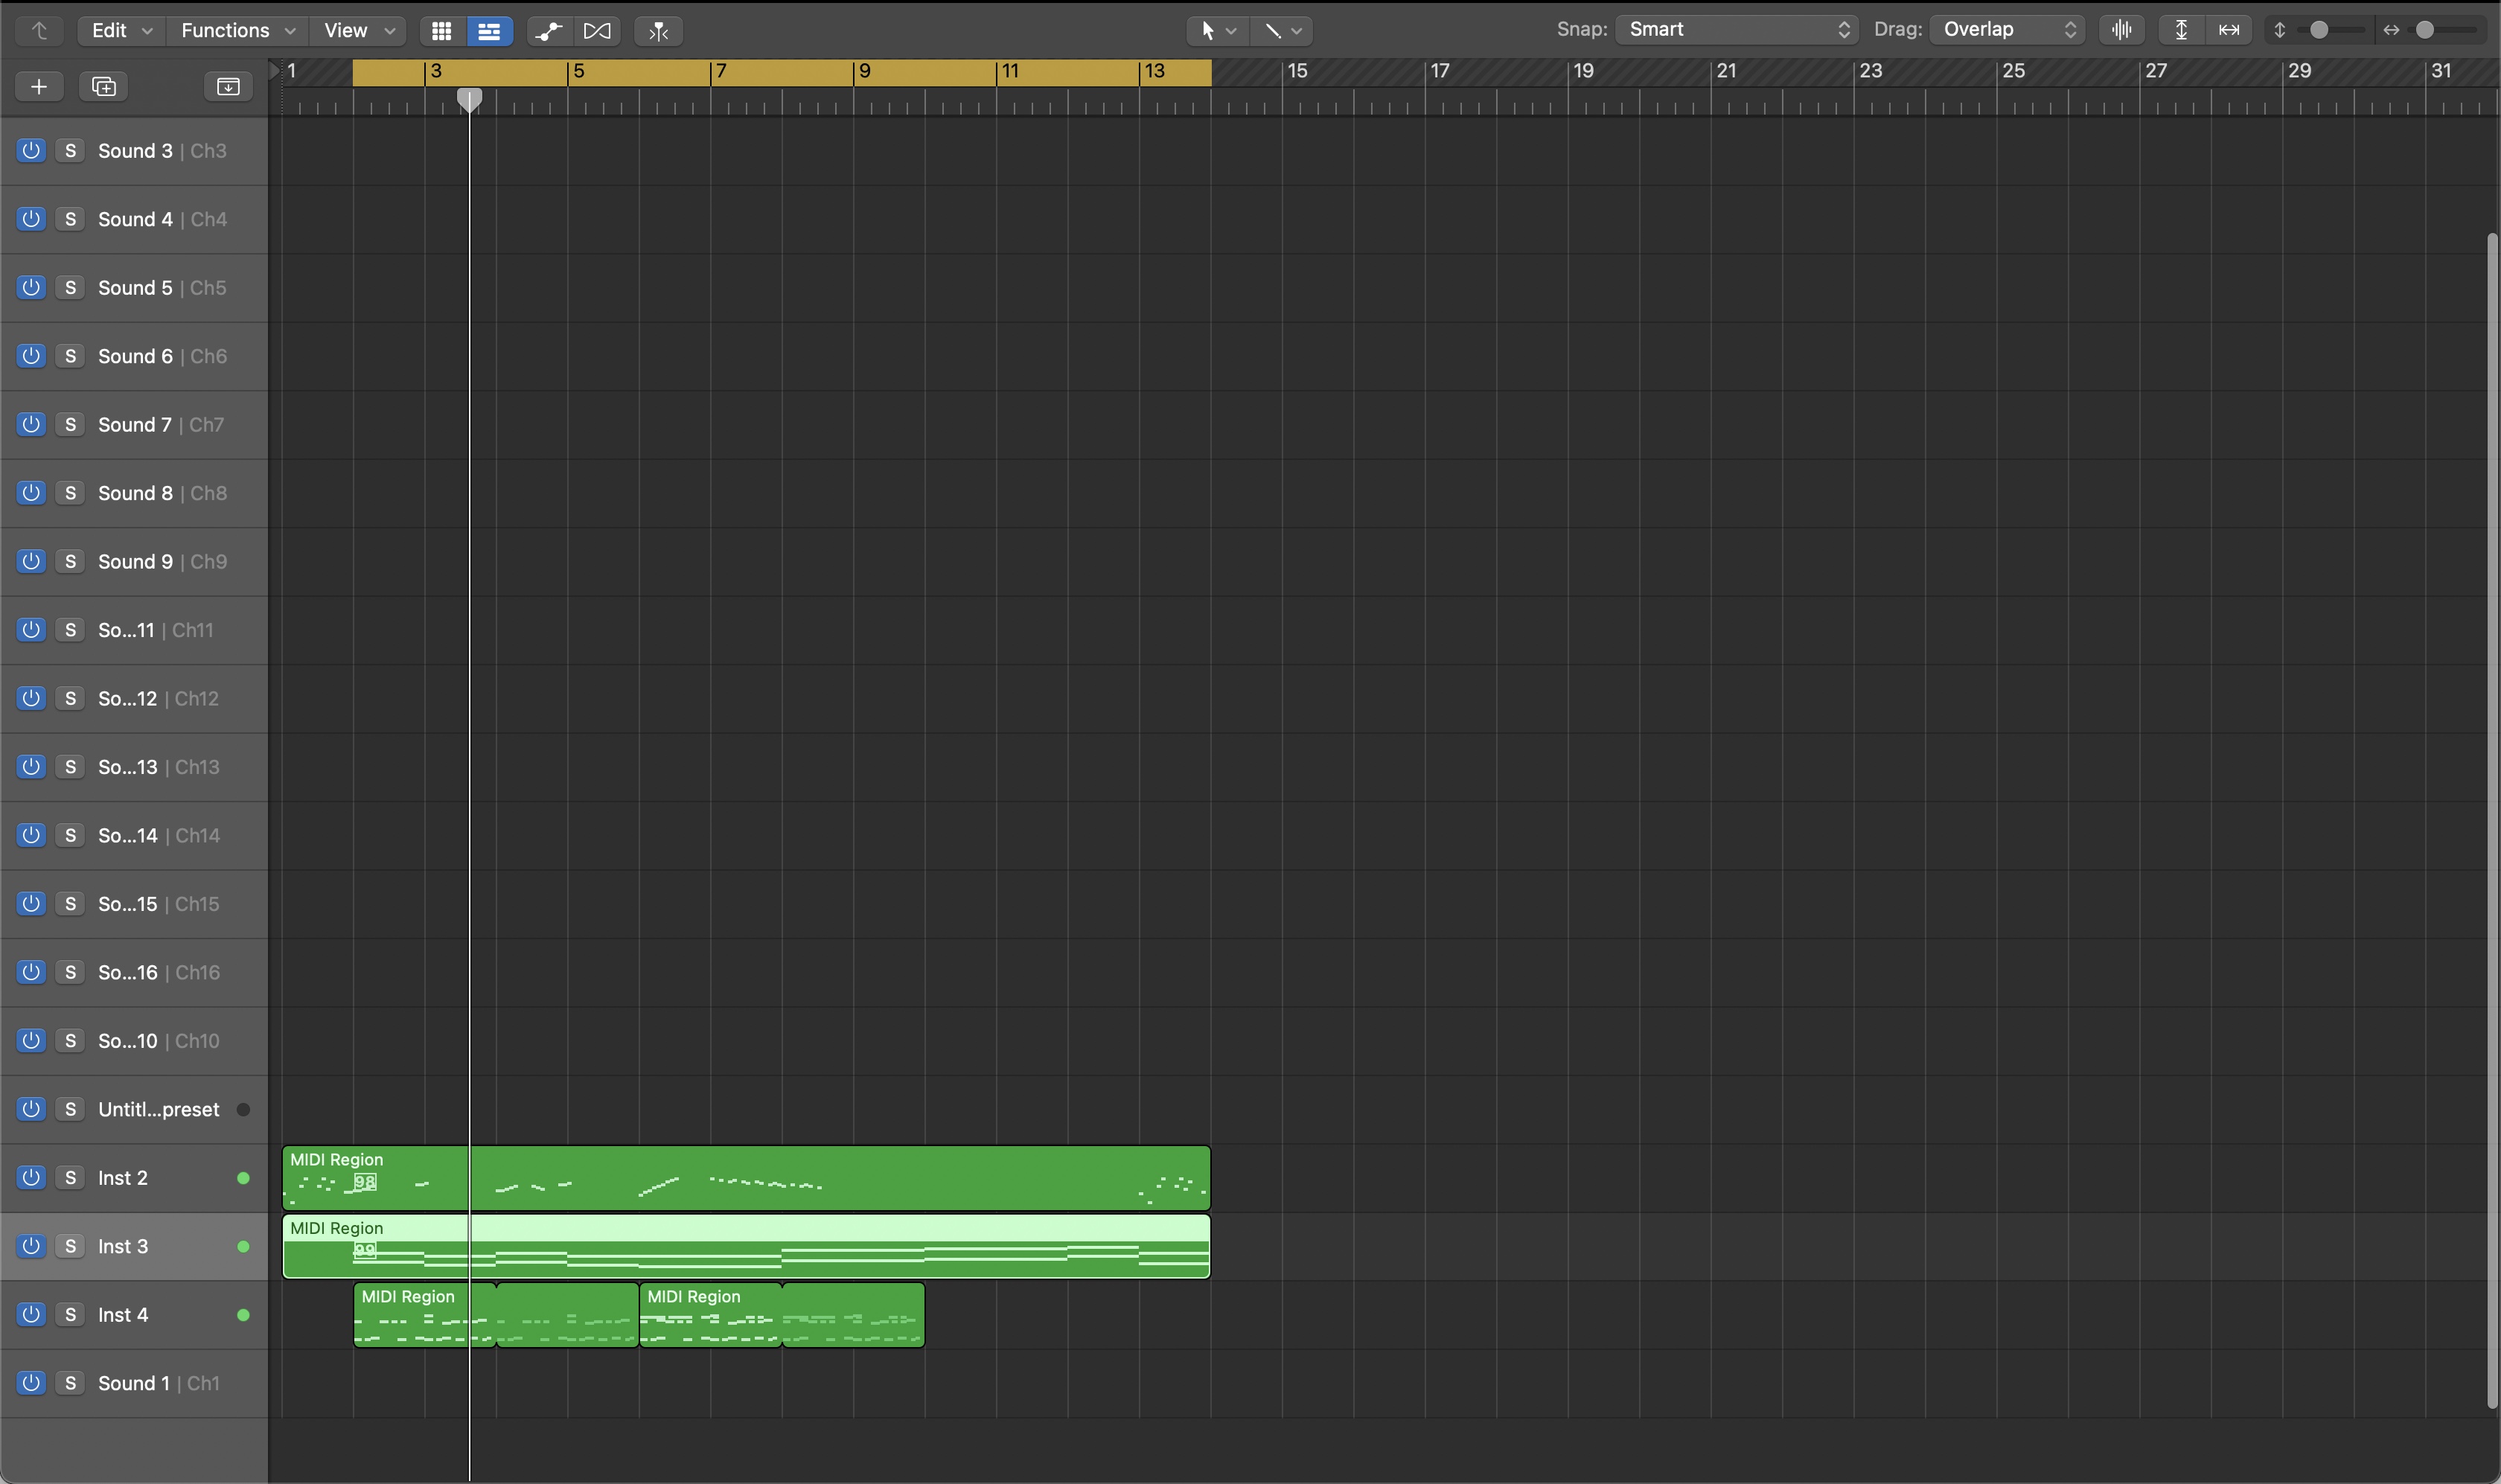 Edit Functions View Snap: Smart Drag: Overlap
1 3 5 7 9 11 13 15 17 19 21 23 25 27 29 31
S Sound 3 | Ch3
S Sound 4 | Ch4
S Sound 5 | Ch5
S Sound 6 | Ch6
S Sound 7 | Ch7
S Sound 8 | Ch8
S Sound 9 | Ch9
S So...11 | Ch11
S So...12 | Ch12
S So...13 | Ch13
S So...14 | Ch14
S So...15 | Ch15
S So...16 | Ch16
S So...10 | Ch10
S Untitl...preset
MIDI Region
S Inst 2 98
MIDI Region
S Inst 3 99
MIDI Region MIDI Region
S Inst 4
S Sound 1 | Ch1